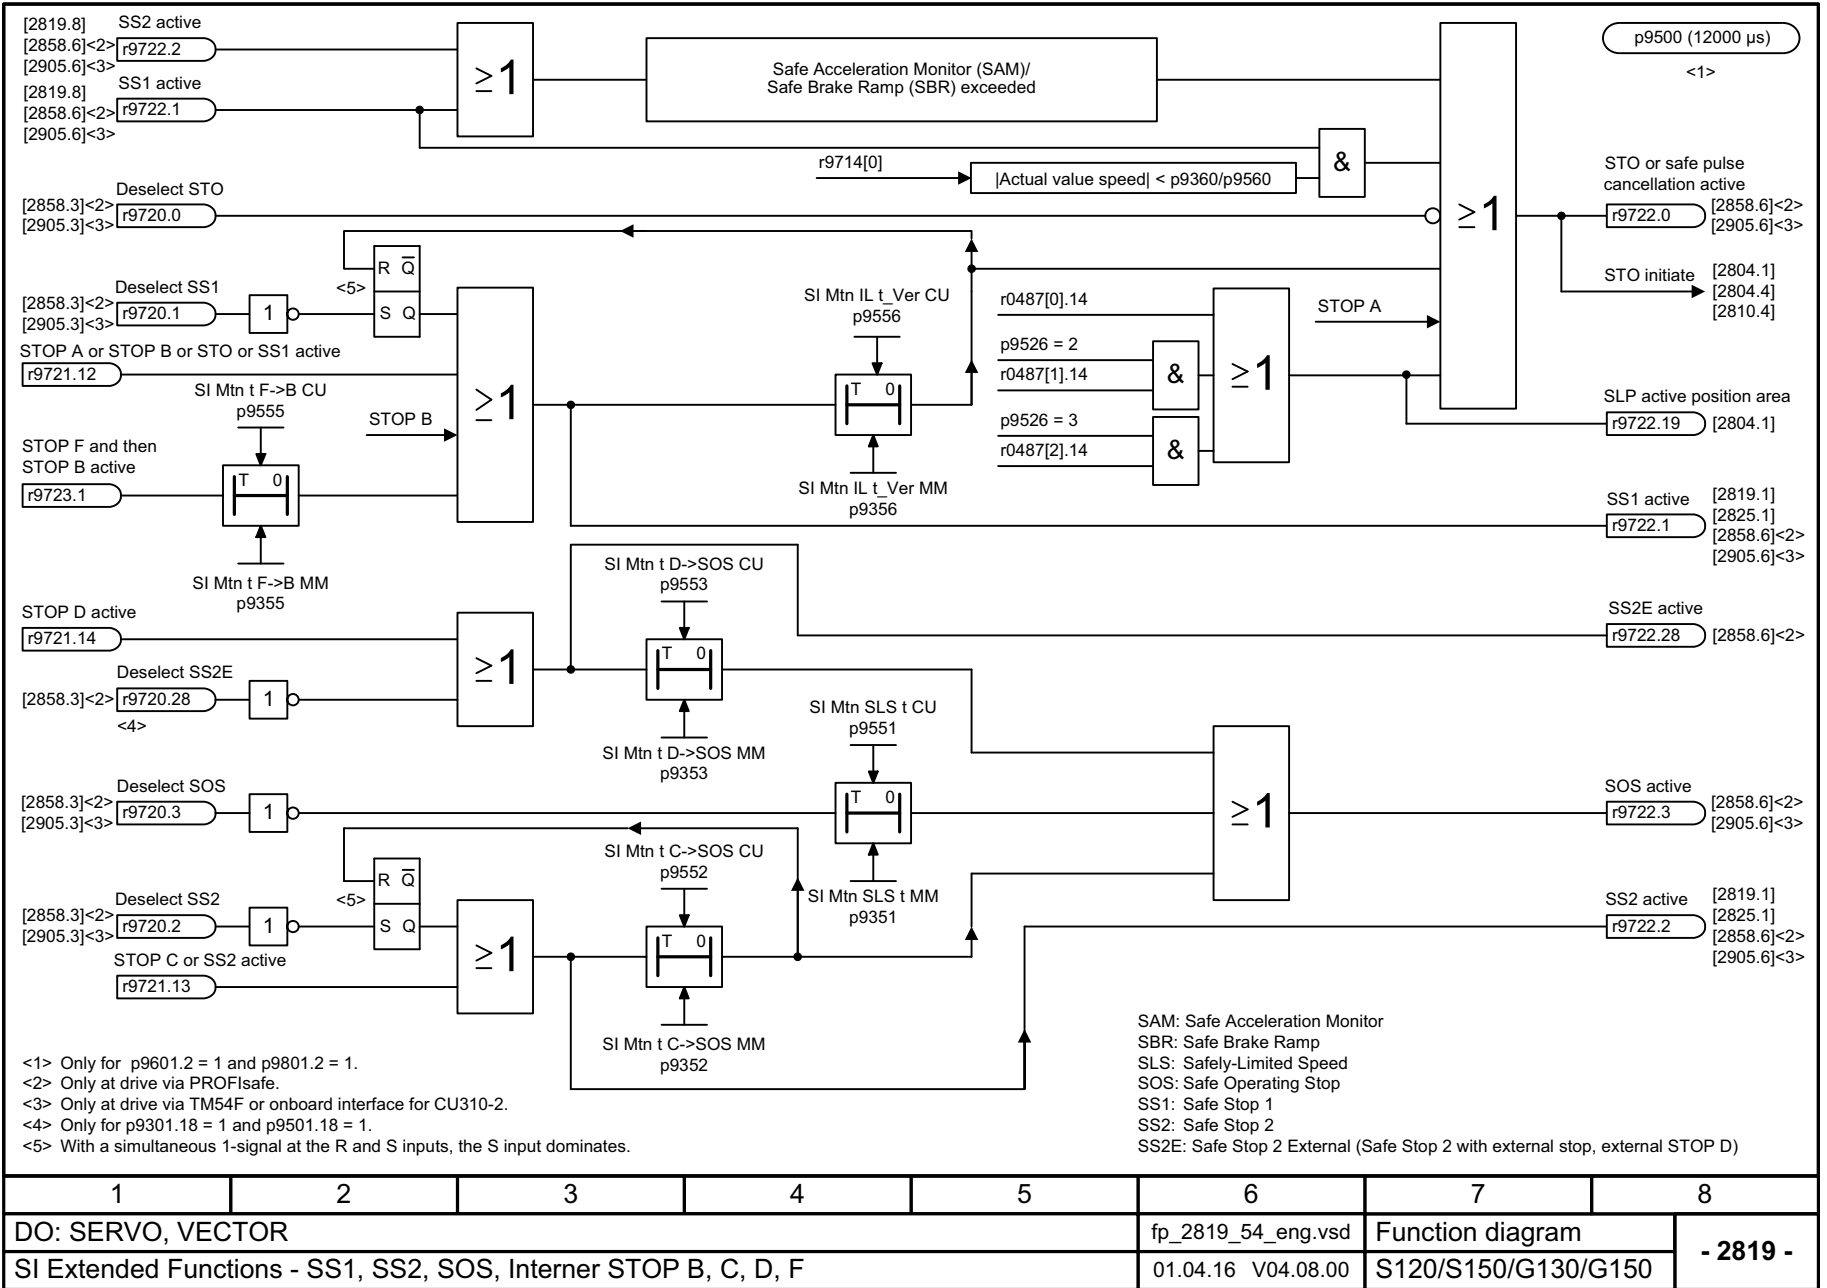 [2819.8]
SS2 active
[2858.6]<2>
r9722.2
[2905.6]<3>
SS1 active
[2819.8]
[2858.6]<2>
r9722.1
[2905.6]<3>
≥1
Safe Acceleration Monitor (SAM)/
Safe Brake Ramp (SBR) exceeded
p9500 (12000 µs)
<1>
r9714[0]
|Actual value speed| < p9360/p9560
&
Deselect STO
[2858.3]<2>
r9720.0
[2905.3]<3>
≥1
STO or safe pulse
cancellation active
r9722.0
[2858.6]<2>
[2905.6]<3>
STO initiate
[2804.1]
[2804.4]
[2810.4]
R Q̅
<5>
S Q
Deselect SS1
[2858.3]<2>
r9720.1
[2905.3]<3>
1
STOP A or STOP B or STO or SS1 active
r9721.12
SI Mtn t F->B CU
p9555
STOP B
STOP F and then
STOP B active
r9723.1
T 0
SI Mtn t F->B MM
p9355
≥1
SI Mtn IL t_Ver CU
p9556
T 0
SI Mtn IL t_Ver MM
p9356
r0487[0].14
p9526 = 2
r0487[1].14
&
p9526 = 3
r0487[2].14
&
≥1
STOP A
SLP active position area
r9722.19
[2804.1]
SS1 active
r9722.1
[2819.1]
[2825.1]
[2858.6]<2>
[2905.6]<3>
STOP D active
r9721.14
Deselect SS2E
[2858.3]<2>
r9720.28
<4>
1
≥1
SI Mtn t D->SOS CU
p9553
T 0
SI Mtn t D->SOS MM
p9353
SS2E active
r9722.28
[2858.6]<2>
Deselect SOS
[2858.3]<2>
r9720.3
[2905.3]<3>
1
SI Mtn SLS t CU
p9551
T 0
SI Mtn SLS t MM
p9351
≥1
SOS active
r9722.3
[2858.6]<2>
[2905.6]<3>
R Q̅
<5>
S Q
Deselect SS2
[2858.3]<2>
r9720.2
[2905.3]<3>
1
STOP C or SS2 active
r9721.13
≥1
SI Mtn t C->SOS CU
p9552
T 0
SI Mtn t C->SOS MM
p9352
SS2 active
r9722.2
[2819.1]
[2825.1]
[2858.6]<2>
[2905.6]<3>
<1> Only for p9601.2 = 1 and p9801.2 = 1.
<2> Only at drive via PROFIsafe.
<3> Only at drive via TM54F or onboard interface for CU310-2.
<4> Only for p9301.18 = 1 and p9501.18 = 1.
<5> With a simultaneous 1-signal at the R and S inputs, the S input dominates.
SAM: Safe Acceleration Monitor
SBR: Safe Brake Ramp
SLS: Safely-Limited Speed
SOS: Safe Operating Stop
SS1: Safe Stop 1
SS2: Safe Stop 2
SS2E: Safe Stop 2 External (Safe Stop 2 with external stop, external STOP D)
1 2 3 4 5 6 7 8
DO: SERVO, VECTOR
fp_2819_54_eng.vsd
Function diagram
- 2819 -
SI Extended Functions - SS1, SS2, SOS, Interner STOP B, C, D, F
01.04.16 V04.08.00
S120/S150/G130/G150